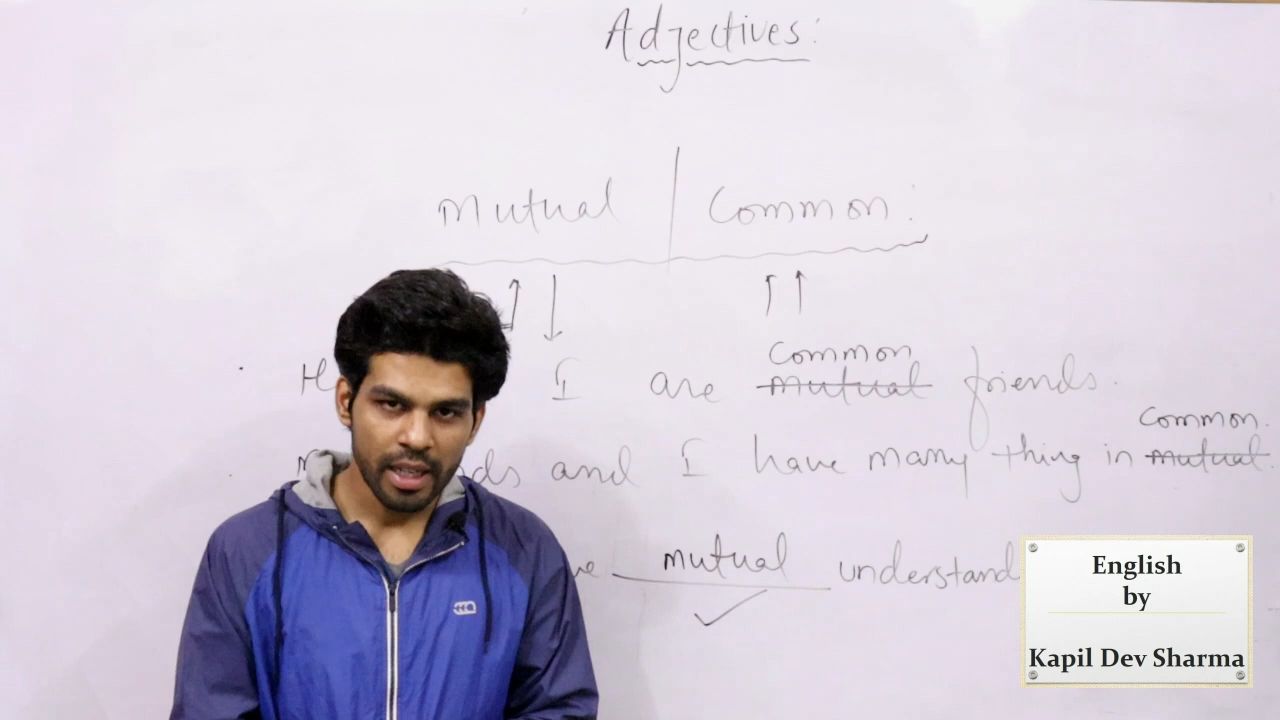 Adjectives:
Mutual | Common:
common
I are mutual friends.
common.
and I have many thing in mutual.
mutual understand
English
by
Kapil Dev Sharma